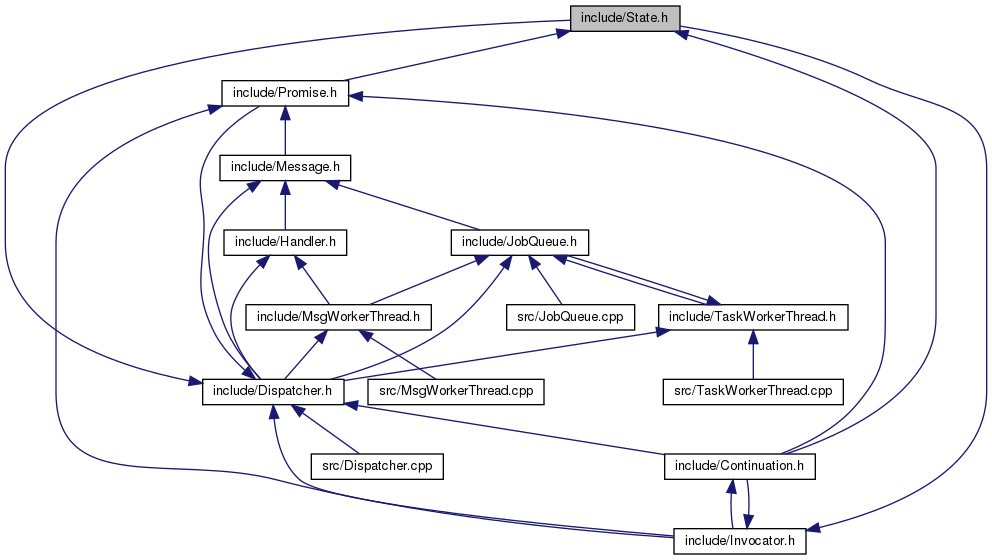 include/State.h
include/Promise.h
include/Message.h
include/Handler.h
include/JobQueue.h
include/MsgWorkerThread.h
src/JobQueue.cpp
include/TaskWorkerThread.h
include/Dispatcher.h
src/MsgWorkerThread.cpp
src/TaskWorkerThread.cpp
src/Dispatcher.cpp
include/Continuation.h
include/Invocator.h